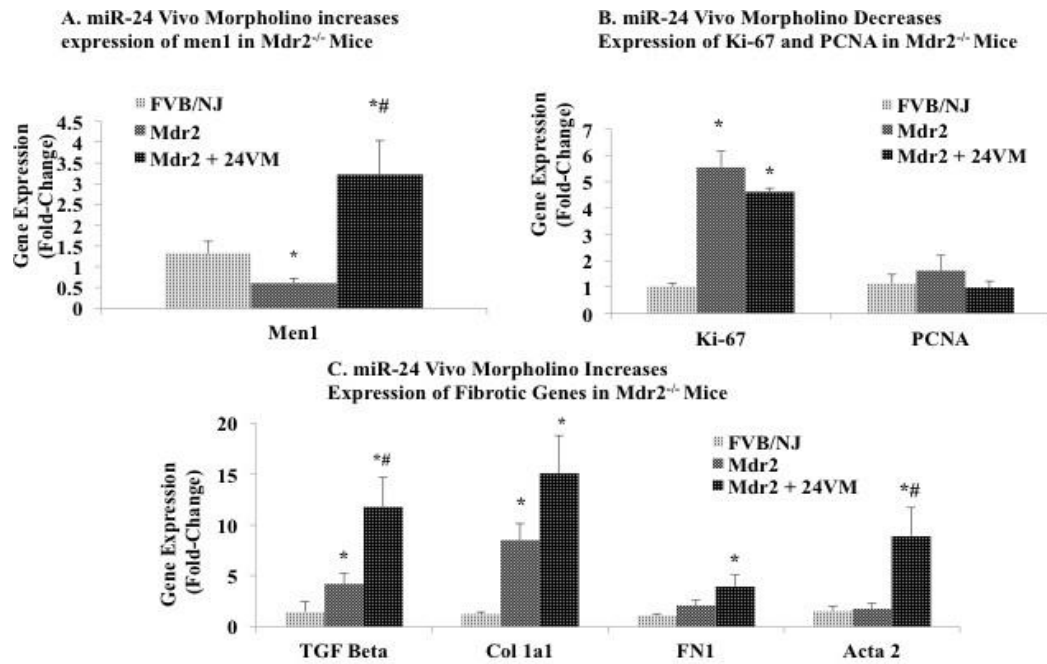 A. miR-24 Vivo Morpholino increases
expression of men1 in Mdr2-/- Mice
FVB/NJ
Mdr2
Mdr2 + 24VM
*
*#
Gene Expression
(Fold-Change)
4.5
4
3.5
3
2.5
2
1.5
1
0.5
0
Men1
B. miR-24 Vivo Morpholino Decreases
Expression of Ki-67 and PCNA in Mdr2-/- Mice
FVB/NJ
Mdr2
Mdr2 + 24VM
*
*
Gene Expression
(Fold-Change)
7
6
5
4
3
2
1
0
Ki-67 PCNA
C. miR-24 Vivo Morpholino Increases
Expression of Fibrotic Genes in Mdr2-/- Mice
FVB/NJ
Mdr2
Mdr2 + 24VM
*
*#
*
*
*
*#
Gene Expression
(Fold-Change)
20
15
10
5
0
TGF Beta Col 1a1 FN1 Acta 2